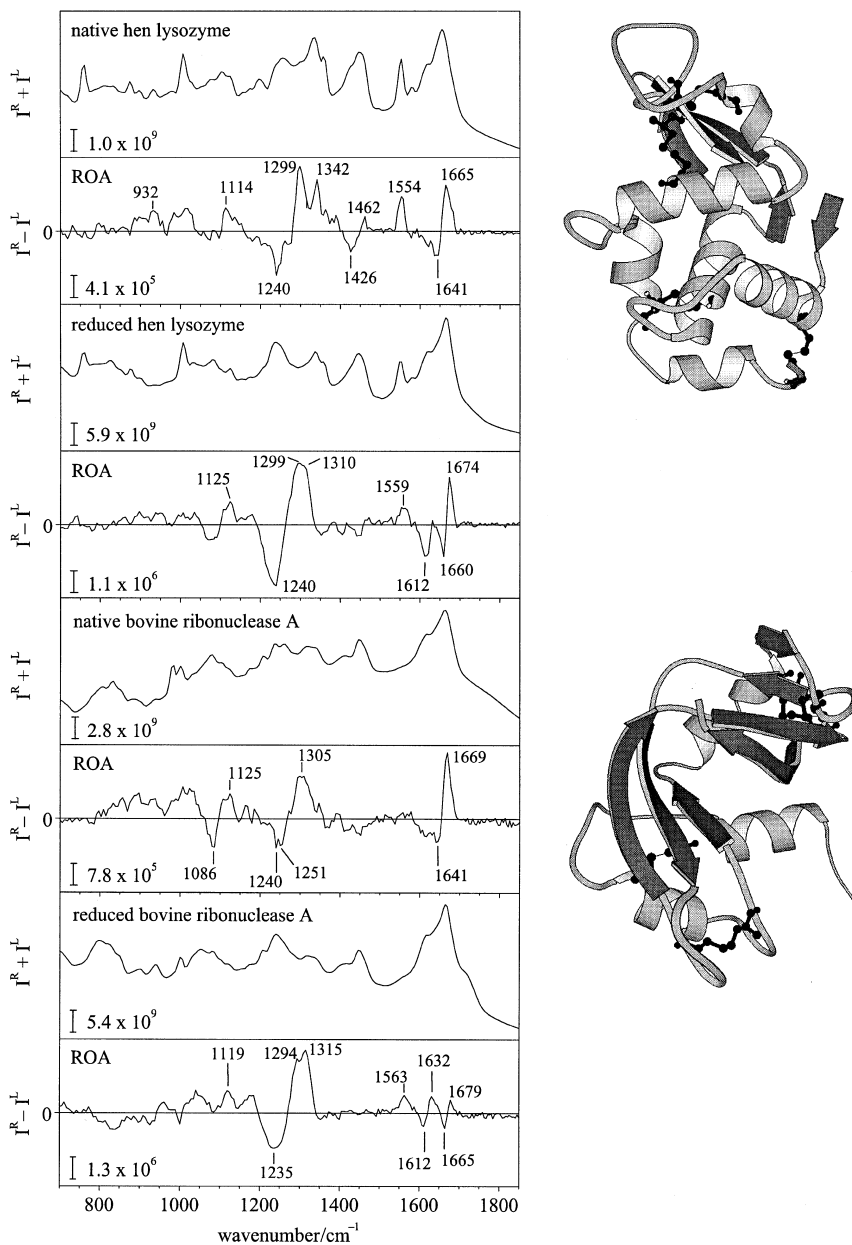 native hen lysozyme
I^R + I^L
1.0 x 10^9
ROA
932
1114
1299
1342
1462
1554
1665
I^R − I^L
0
4.1 x 10^5
1240
1426
1641
reduced hen lysozyme
I^R + I^L
5.9 x 10^9
ROA
1125
1299
1310
1559
1674
I^R − I^L
0
1.1 x 10^6
1240
1612
1660
native bovine ribonuclease A
I^R + I^L
2.8 x 10^9
ROA
1125
1305
1669
I^R − I^L
0
7.8 x 10^5
1086
1240
1251
1641
reduced bovine ribonuclease A
I^R + I^L
5.4 x 10^9
ROA
1119
1294
1315
1563
1632
1679
I^R − I^L
0
1.3 x 10^6
1235
1612
1665
800 1000 1200 1400 1600 1800
wavenumber/cm^−1